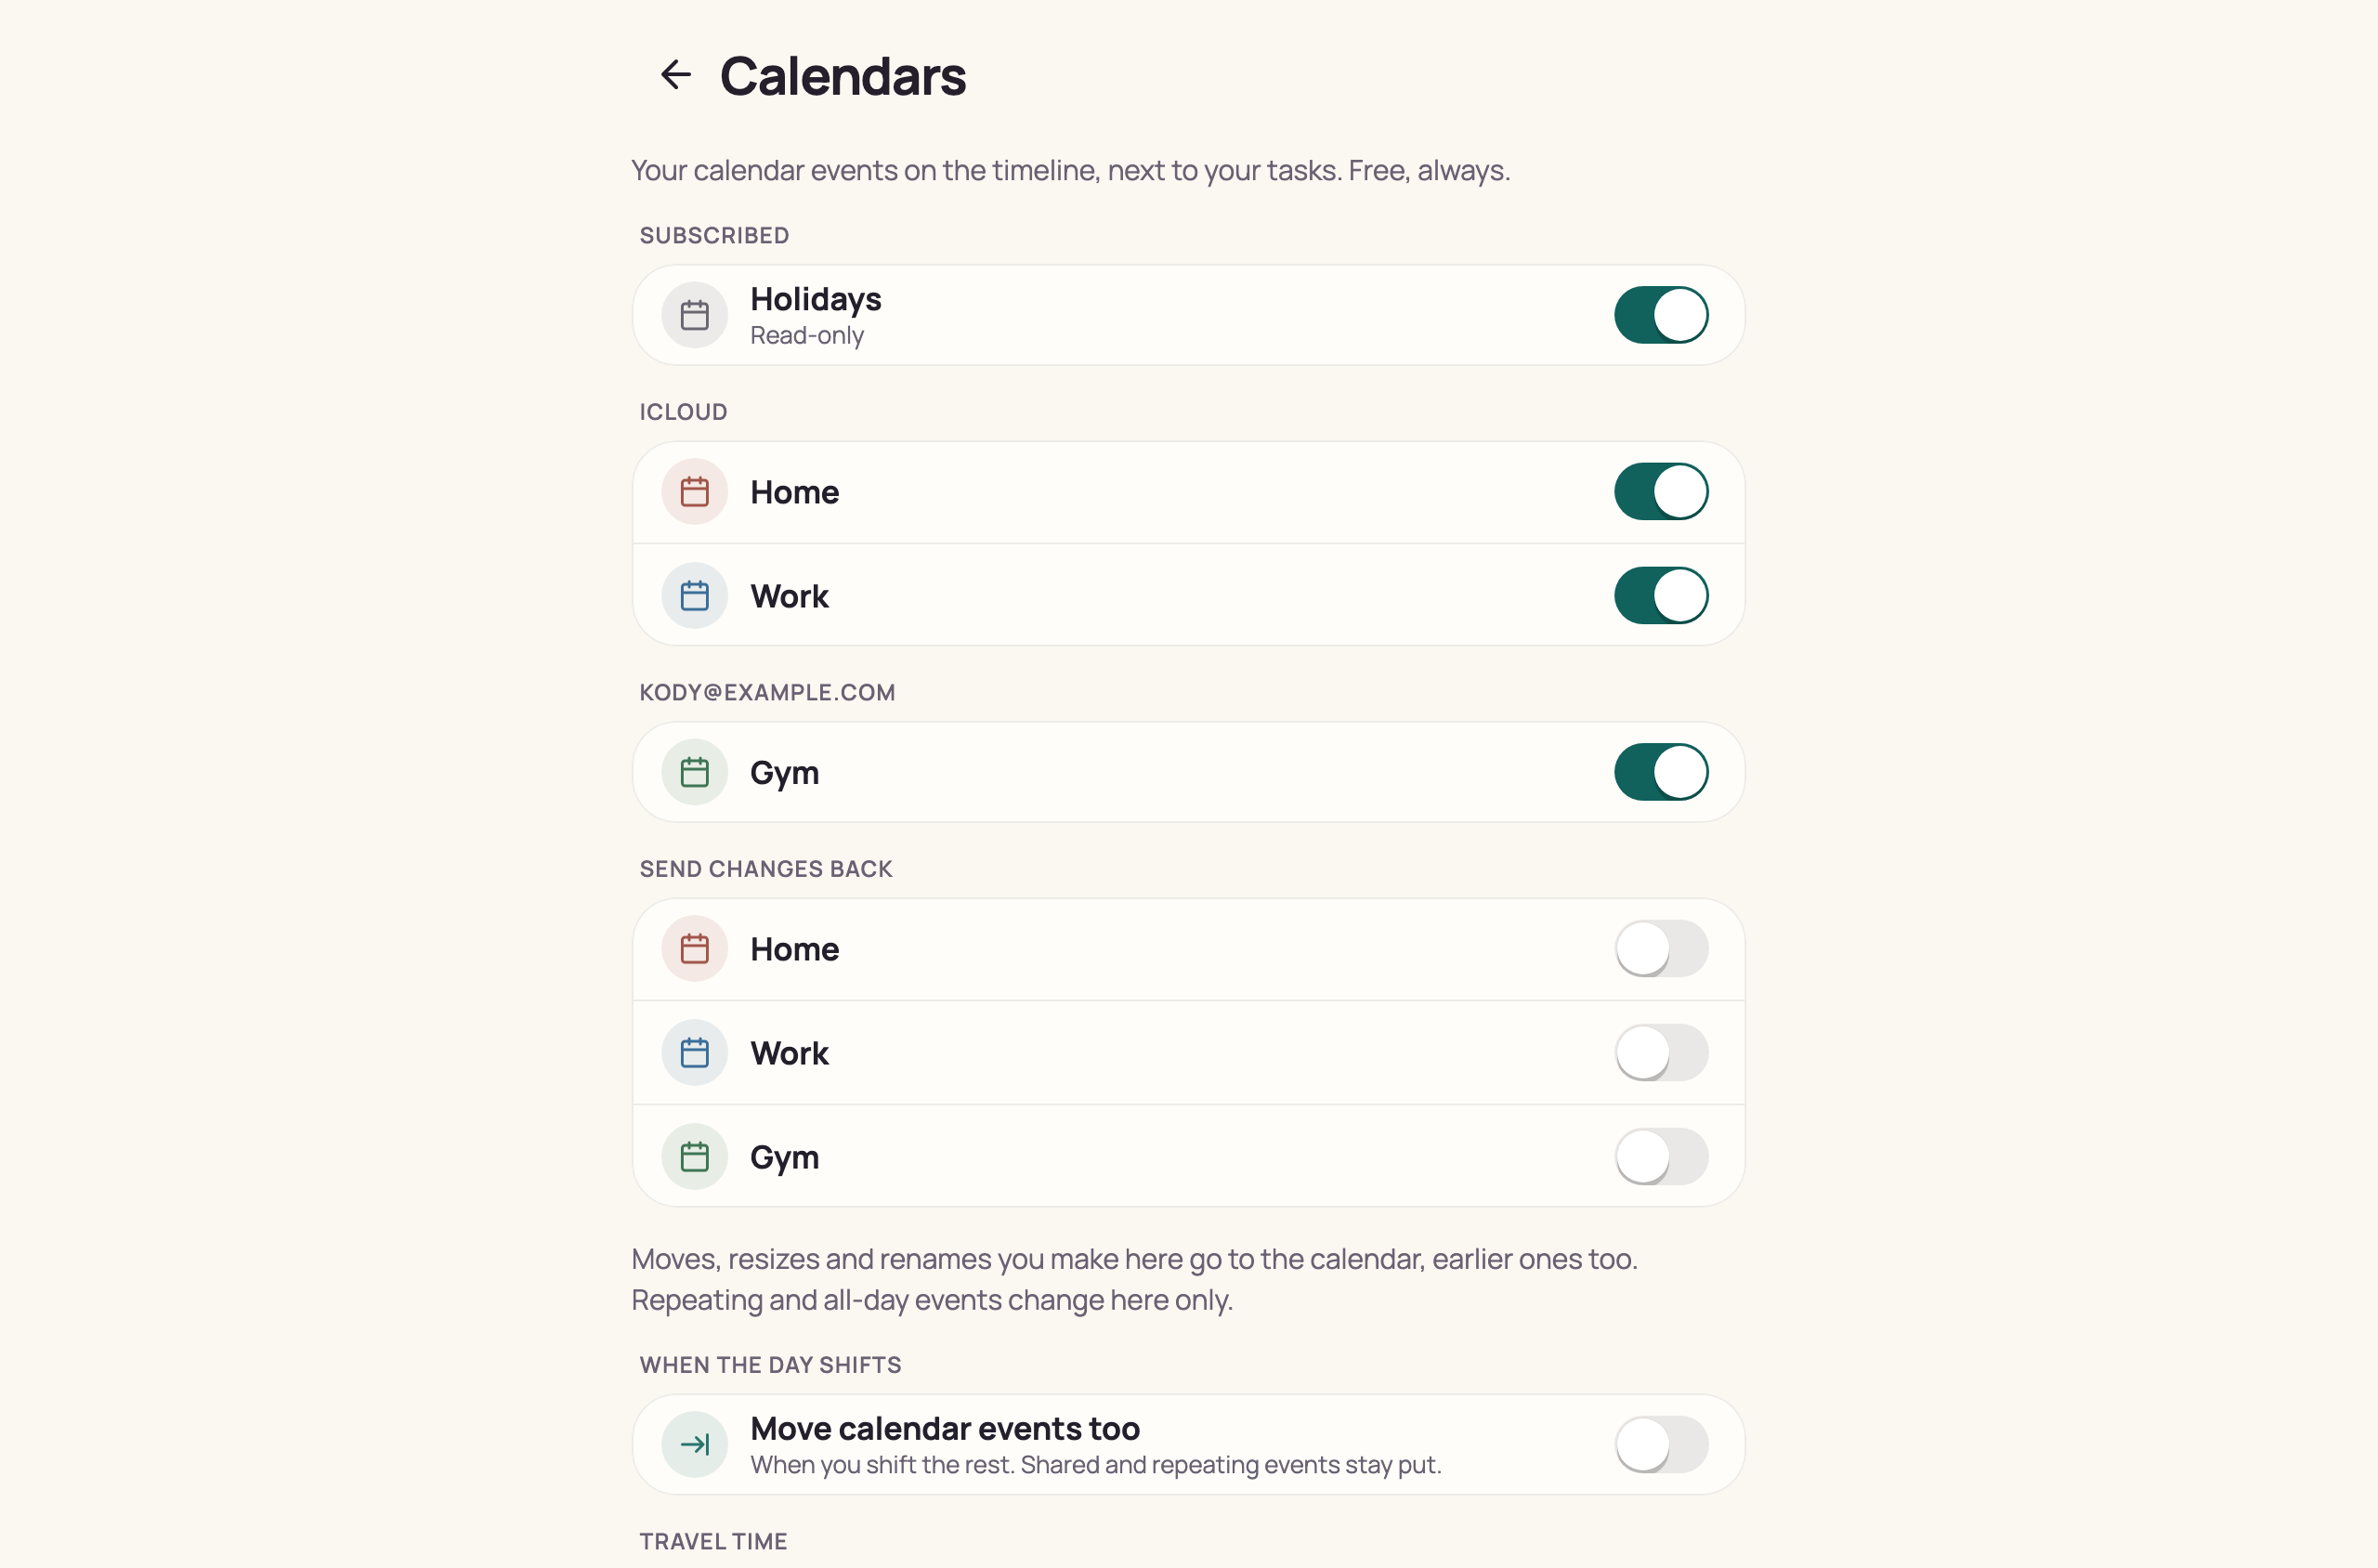 Calendars
Your calendar events on the timeline, next to your tasks. Free, always.
SUBSCRIBED
Holidays
Read-only
ICLOUD
Home
Work
KODY@EXAMPLE.COM
Gym
SEND CHANGES BACK
Home
Work
Gym
Moves, resizes and renames you make here go to the calendar, earlier ones too.
Repeating and all-day events change here only.
WHEN THE DAY SHIFTS
Move calendar events too
When you shift the rest. Shared and repeating events stay put.
TRAVEL TIME